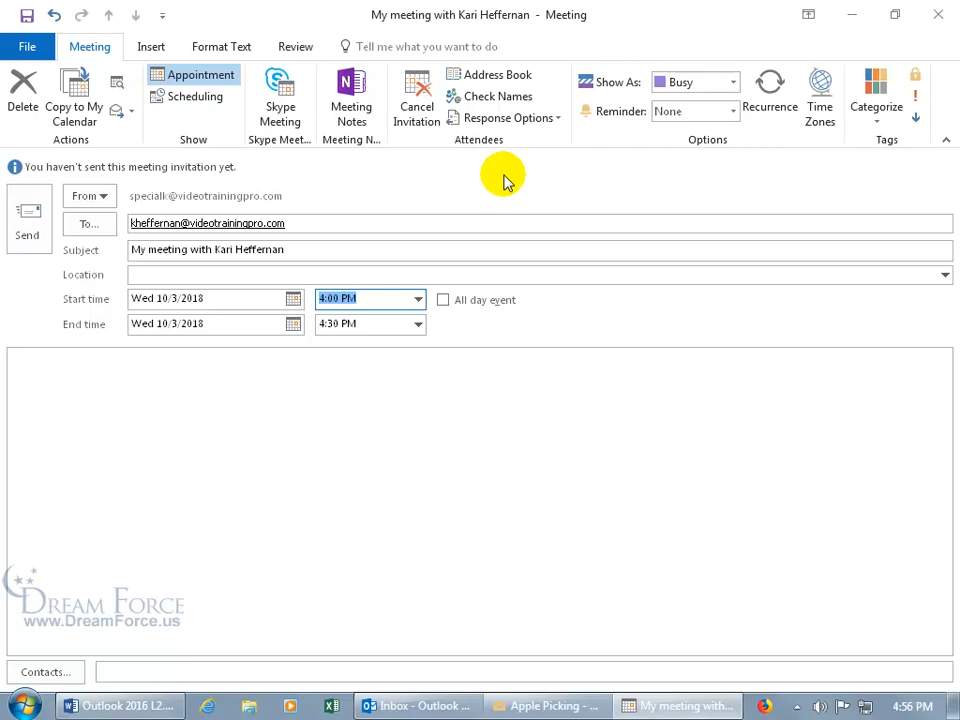 My meeting with Kari Heffernan - Meeting
File
Meeting
Insert
Format Text
Review
Tell me what you want to do
Delete
Copy to My Calendar
Actions
Appointment
Scheduling
Show
Skype Meeting
Skype Meet...
Meeting Notes
Meeting N...
Cancel Invitation
Address Book
Check Names
Response Options
Attendees
Show As:
Busy
Reminder:
None
Recurrence
Time Zones
Options
Categorize
Tags
You haven't sent this meeting invitation yet.
Send
From
speciallc@videotrainingpro.com
To...
kheffernan@videotrainingpro.com
Subject
My meeting with Kari Heffernan
Location
Start time
Wed 10/3/2018
4:00 PM
All day event
End time
Wed 10/3/2018
4:30 PM
DREAM FORCE
www.DreamForce.us
Contacts...
Outlook 2016 L2....
Inbox - Outlook ...
Apple Picking - ...
My meeting with...
4:56 PM